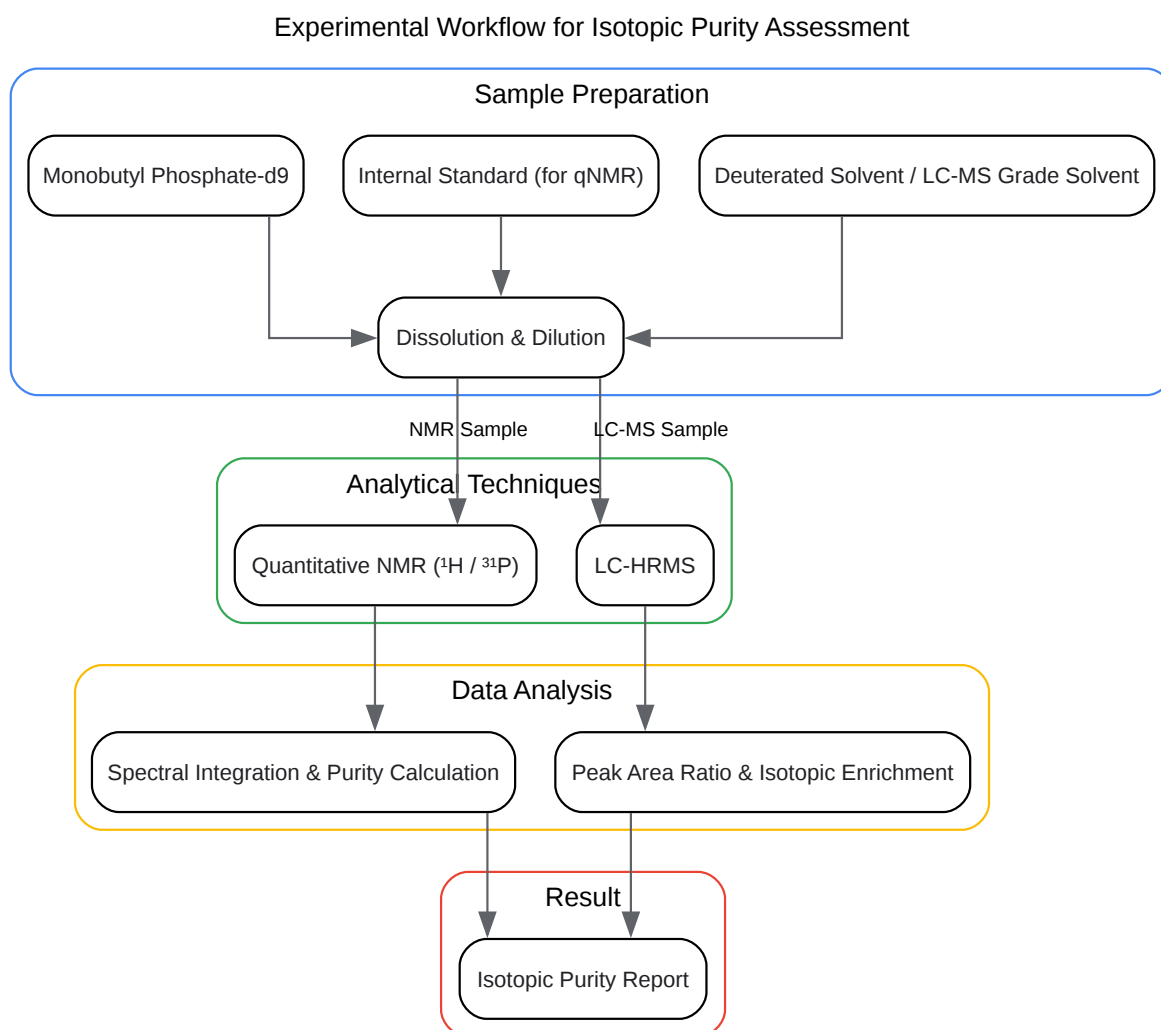 Experimental Workflow for Isotopic Purity Assessment
Sample Preparation
Monobutyl Phosphate-d9
Internal Standard (for qNMR)
Deuterated Solvent / LC-MS Grade Solvent
Dissolution & Dilution
NMR Sample
LC-MS Sample
Analytical Techniques
Quantitative NMR (¹H / ³¹P)
LC-HRMS
Data Analysis
Spectral Integration & Purity Calculation
Peak Area Ratio & Isotopic Enrichment
Result
Isotopic Purity Report